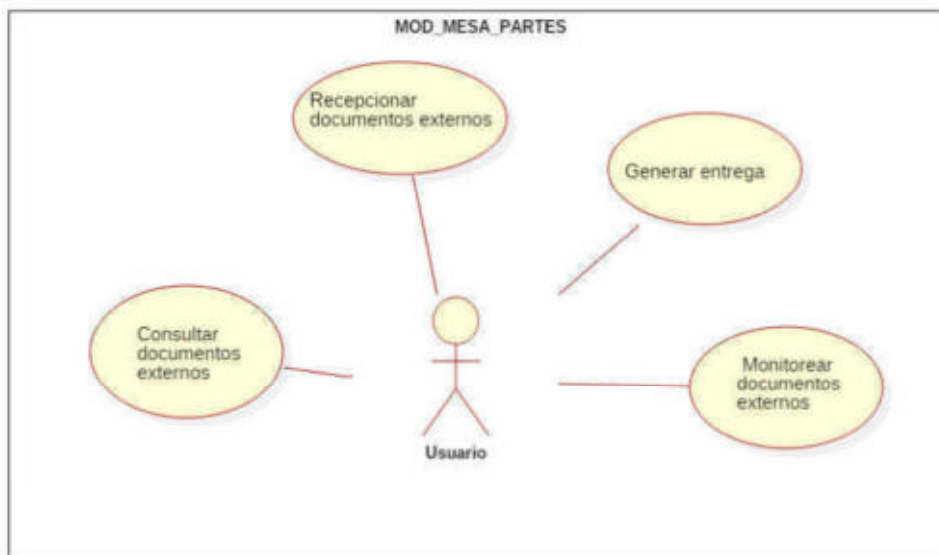 MOD_MESA_PARTES
Recepcionar
documentos externos
Generar entrega
Consultar
documentos
externos
Monitorear
documentos
externos
Usuario